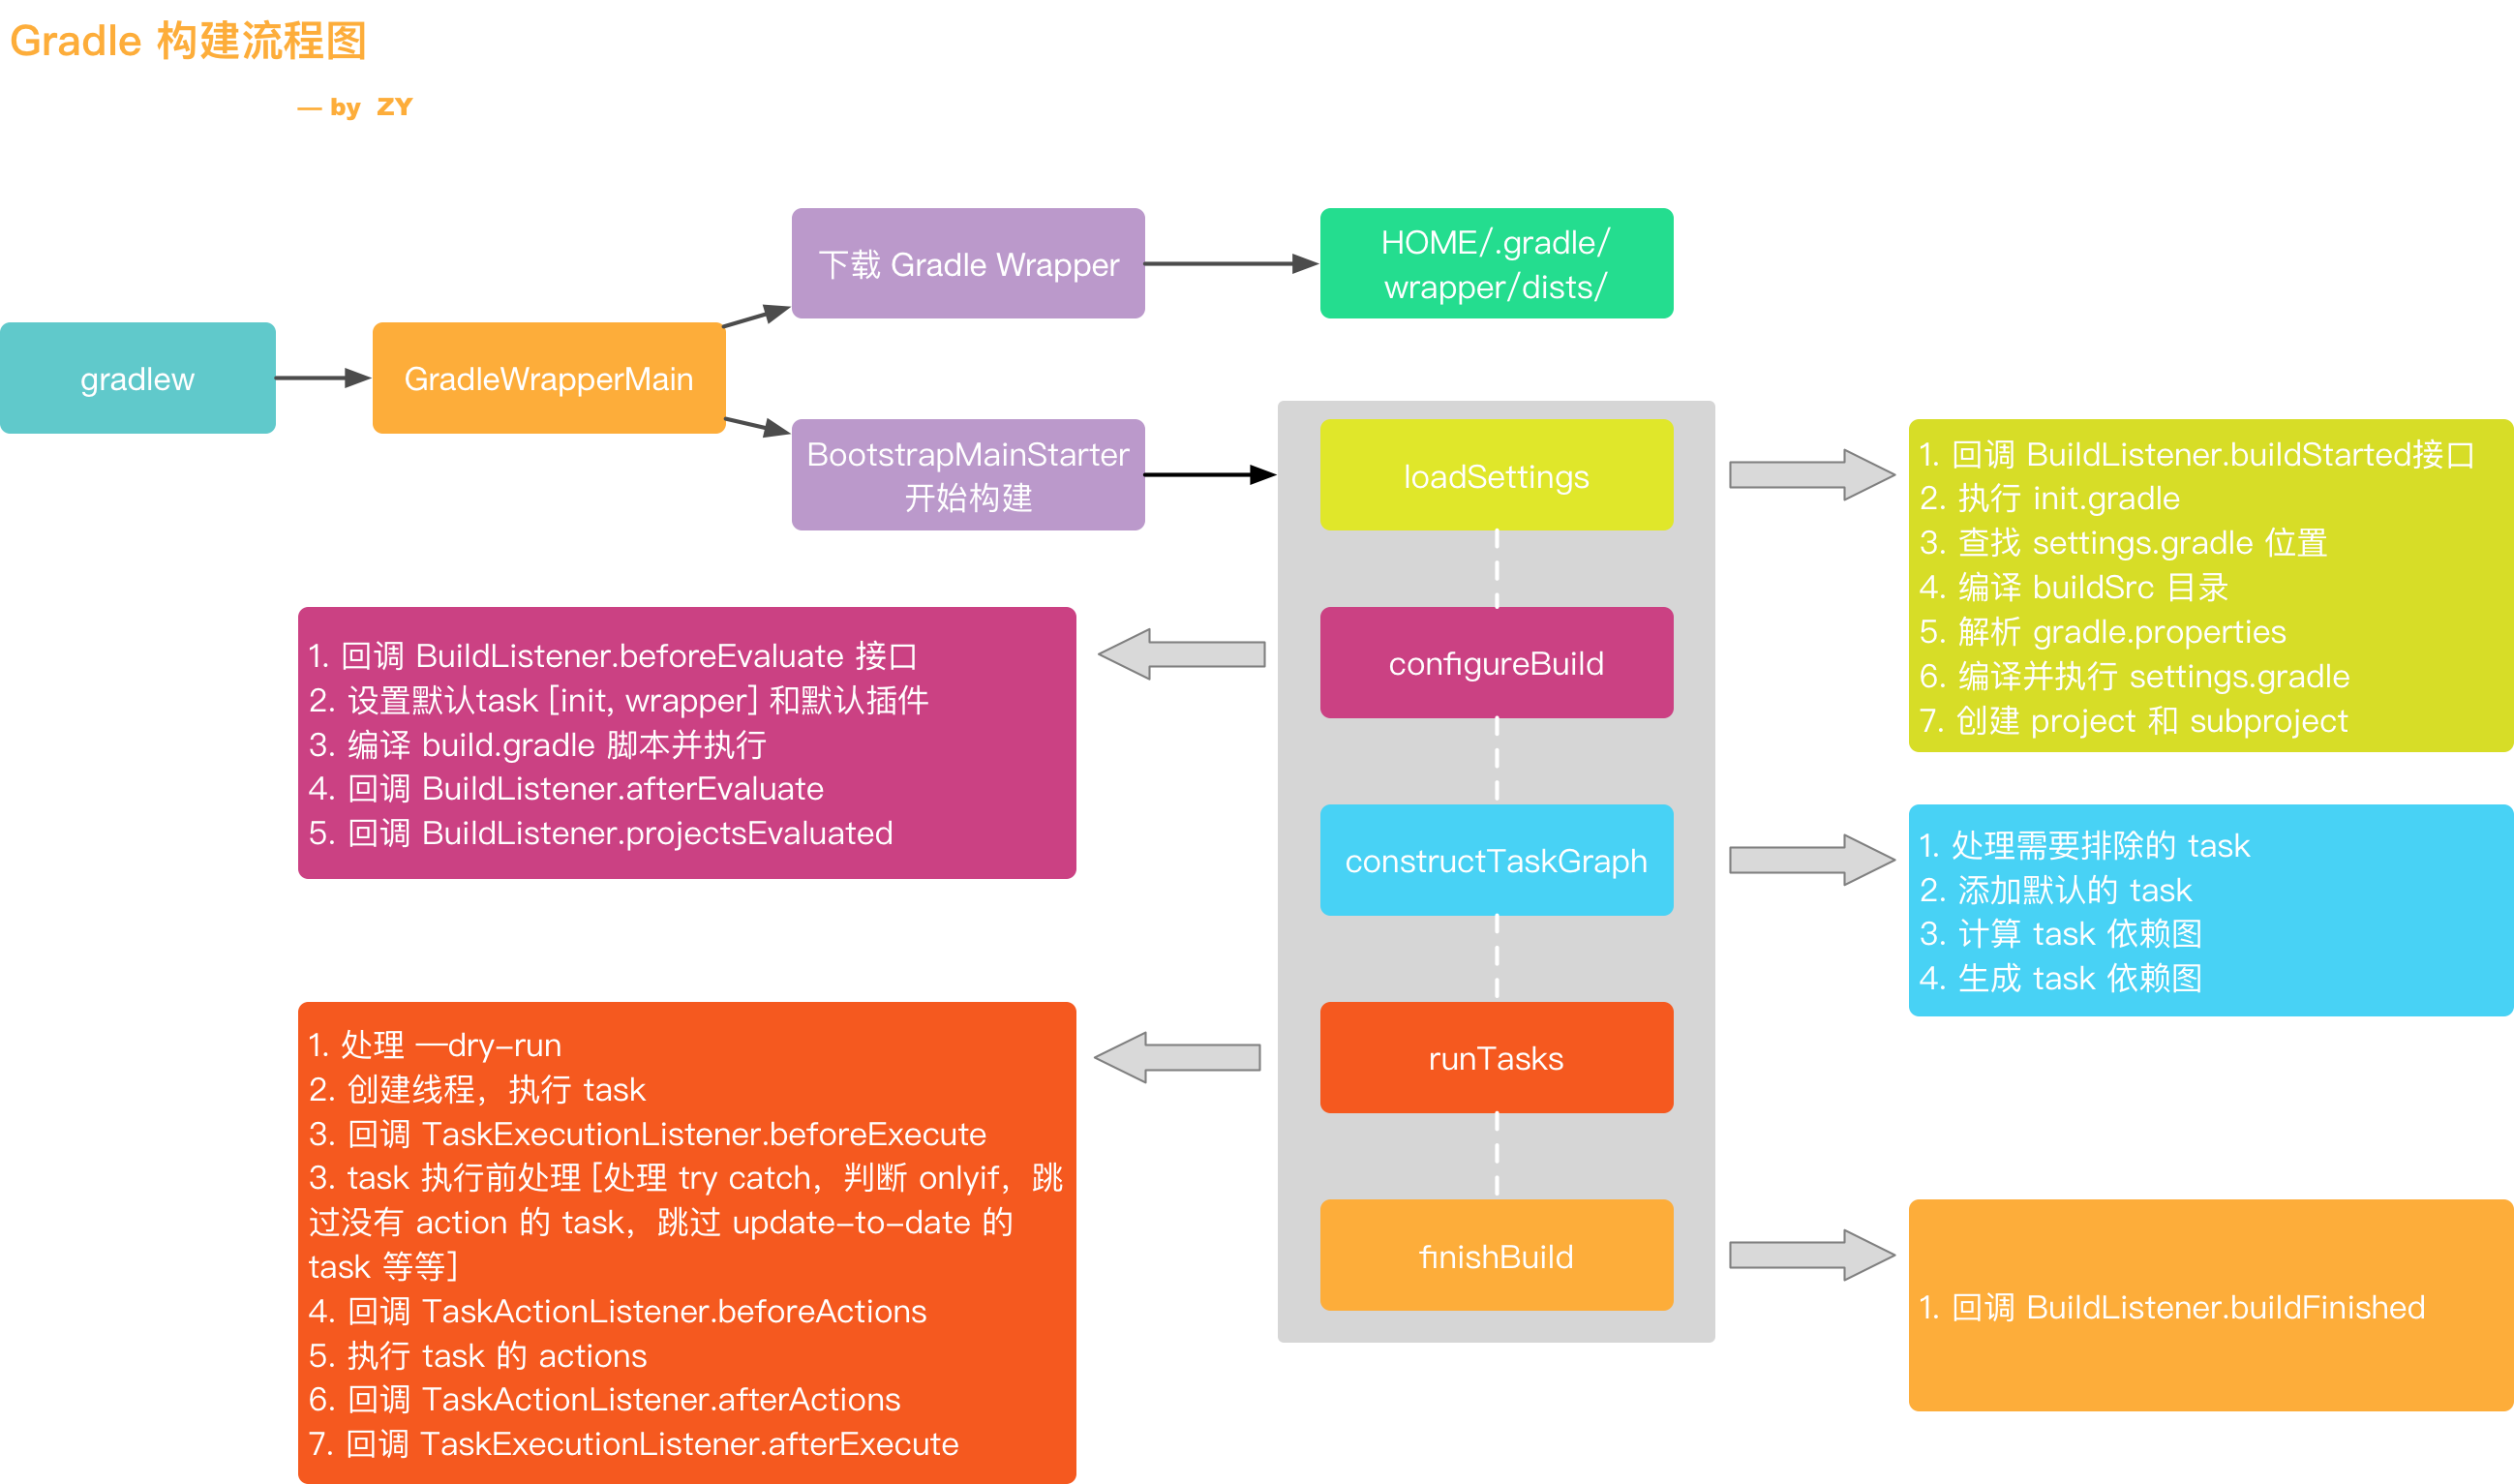 Gradle 构建流程图
— by ZY
下载 Gradle Wrapper
HOME/.gradle/
wrapper/dists/
gradlew
GradleWrapperMain
BootstrapMainStarter
开始构建
loadSettings
1. 回调 BuildListener.buildStarted接口
2. 执行 init.gradle
3. 查找 settings.gradle 位置
4. 编译 buildSrc 目录
5. 解析 gradle.properties
6. 编译并执行 settings.gradle
7. 创建 project 和 subproject
configureBuild
1. 回调 BuildListener.beforeEvaluate 接口
2. 设置默认task [init, wrapper] 和默认插件
3. 编译 build.gradle 脚本并执行
4. 回调 BuildListener.afterEvaluate
5. 回调 BuildListener.projectsEvaluated
constructTaskGraph
1. 处理需要排除的 task
2. 添加默认的 task
3. 计算 task 依赖图
4. 生成 task 依赖图
runTasks
1. 处理 —dry-run
2. 创建线程，执行 task
3. 回调 TaskExecutionListener.beforeExecute
3. task 执行前处理 [处理 try catch，判断 onlyif，跳
过没有 action 的 task，跳过 update-to-date 的
task 等等]
4. 回调 TaskActionListener.beforeActions
5. 执行 task 的 actions
6. 回调 TaskActionListener.afterActions
7. 回调 TaskExecutionListener.afterExecute
finishBuild
1. 回调 BuildListener.buildFinished